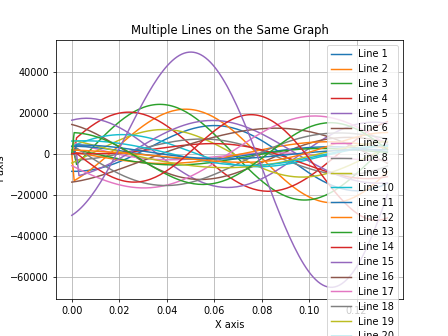 Multiple Lines on the Same Graph
40000
20000
0
−20000
−40000
−60000
0.00
0.02
0.04
0.06
0.08
0.10
X axis
Line 1
Line 2
Line 3
Line 4
Line 5
Line 6
Line 7
Line 8
Line 9
Line 10
Line 11
Line 12
Line 13
Line 14
Line 15
Line 16
Line 17
Line 18
Line 19
Line 20